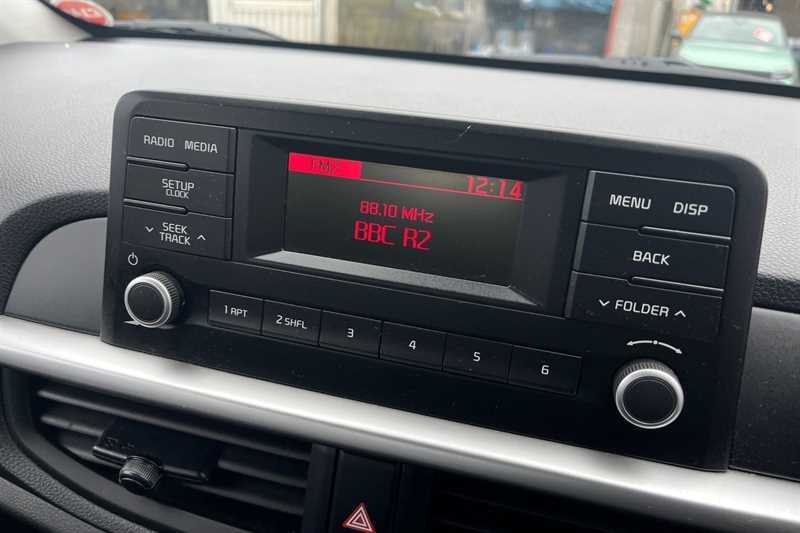 RADIO MEDIA
SETUP
CLOCK
SEEK
TRACK
12:14
88.10 MHz
BBC R2
MENU DISP
BACK
FOLDER
1 RPT
2 SHFL
3
4
5
6